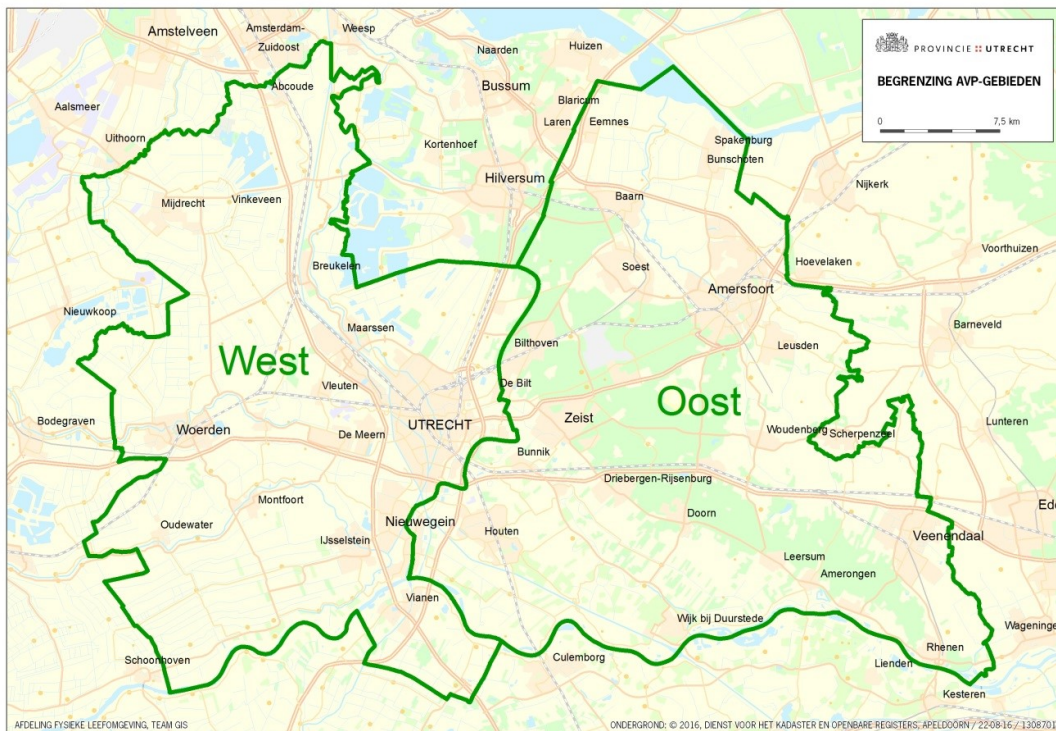 Amstelveen
Amsterdam-
Zuidoost
Weesp
Naarden
Huizen
PROVINCIE UTRECHT
BEGRENZING AVP-GEBIEDEN
0 7,5 km
Abcoude
Bussum
Aalsmeer
Blaricum
Laren
Eemnes
Uithoorn
Kortenhoef
Spakenburg
Bunschoten
Hilversum
Nijkerk
Mijdrecht
Vinkeveen
Baarn
Voorthuizen
Breukelen
Soest
Hoevelaken
Amersfoort
Nieuwkoop
Maarssen
Barneveld
Bilthoven
Leusden
West
Vleuten
De Bilt
Oost
Bodegraven
Woerden
De Meern
UTRECHT
Zeist
Woudenberg
Scherpenzeel
Lunteren
Bunnik
Driebergen-Rijsenburg
Montfoort
Ede
Oudewater
Nieuwegein
Houten
Doorn
Veenendaal
IJsselstein
Leersum
Amerongen
Vianen
Wijk bij Duurstede
Wageninge
Rhenen
Schoonhoven
Culemborg
Lienden
Kesteren
AFDELING FYSIEKE LEEFOMGEVING, TEAM GIS
ONDERGROND: © 2016, DIENST VOOR HET KADASTER EN OPENBARE REGISTERS, APELDOORN / 22-08-16 / 1308701